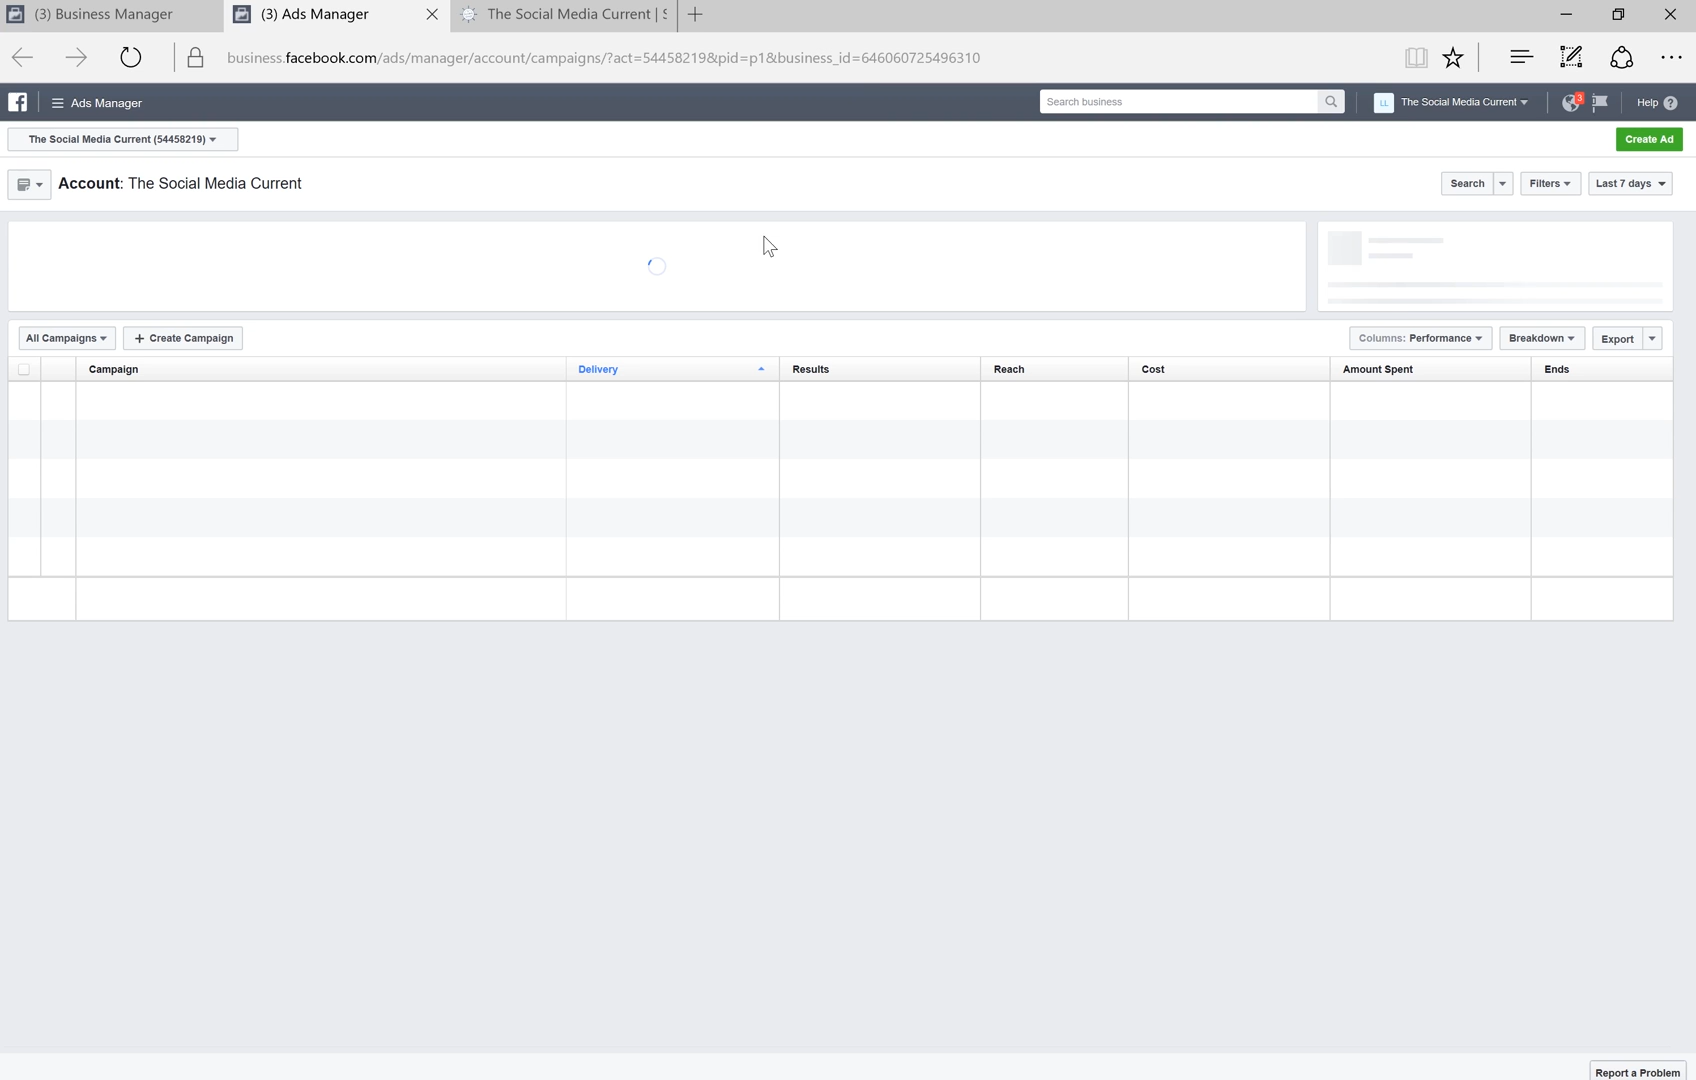 (3) Business Manager
(3) Ads Manager
The Social Media Current | S
business.facebook.com/ads/manager/account/campaigns/?act=54458219&pid=p1&business_id=646060725496310
Ads Manager
Search business
LL
The Social Media Current
3
Help ?
The Social Media Current (54458219)
Create Ad
Account: The Social Media Current
Search
Filters
Last 7 days
All Campaigns
+ Create Campaign
Columns: Performance
Breakdown
Export
Campaign
Delivery
Results
Reach
Cost
Amount Spent
Ends
Report a Problem